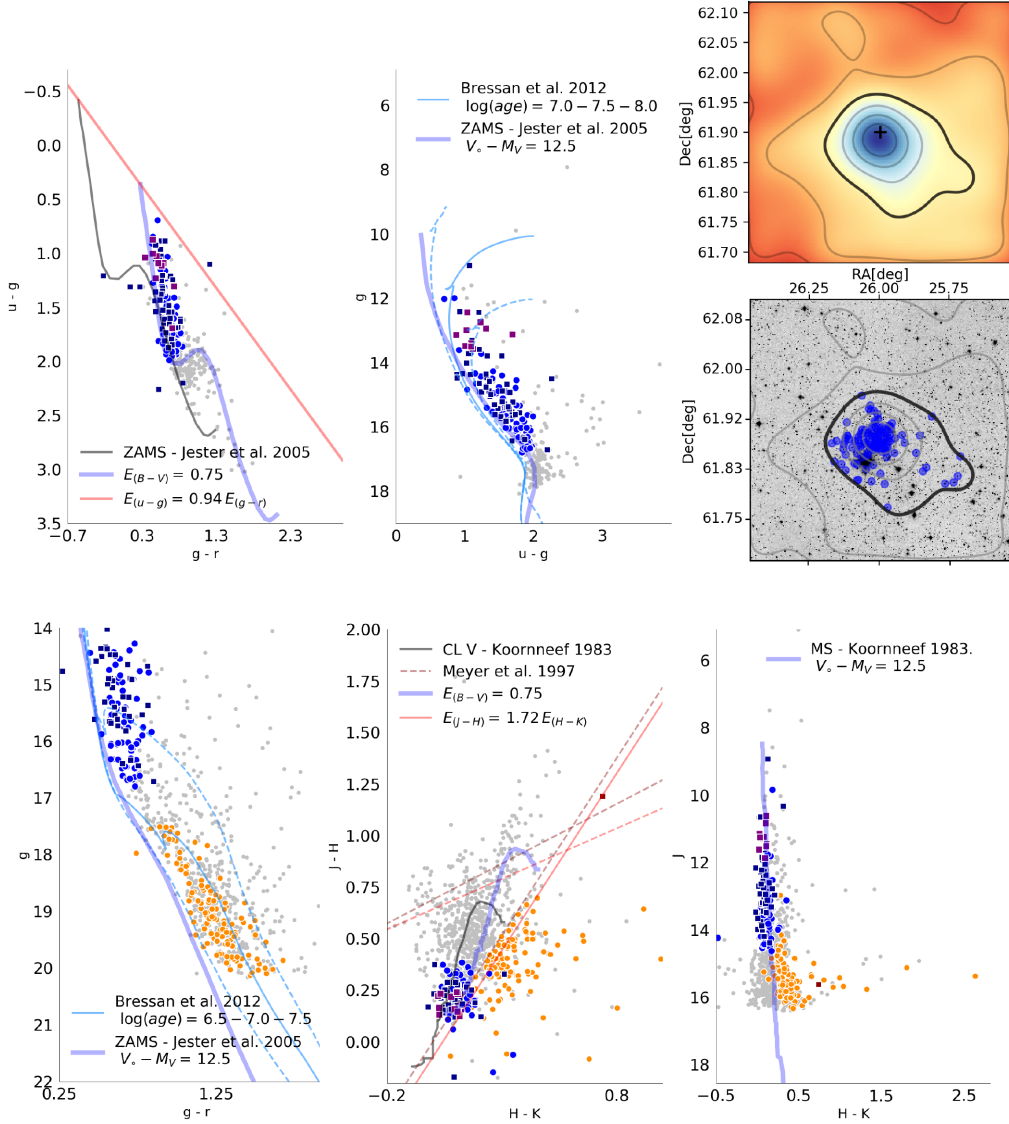 −0.5
0.0
0.5
1.0
1.5
2.0
2.5
3.0
3.5
u - g
ZAMS - Jester et al. 2005
E(B−V) = 0.75
E(u−g) = 0.94 E(g−r)
−0.7 0.3 1.3 2.3
g - r
Bressan et al. 2012
log(age) = 7.0 − 7.5 − 8.0
ZAMS - Jester et al. 2005
V∘ − MV = 12.5
6
8
10
12
14
16
18
g
0 1 2 3
u - g
62.10
62.05
62.00
61.95
61.90
61.85
61.80
61.75
61.70
Dec[deg]
+
RA[deg]
26.25 26.00 25.75
62.08
62.00
61.92
61.83
61.75
Dec[deg]
14
15
16
17
18
19
20
21
22
g
Bressan et al. 2012
log(age) = 6.5 − 7.0 − 7.5
ZAMS - Jester et al. 2005
V∘ − MV = 12.5
0.25 1.25
g - r
2.00
1.75
1.50
1.25
1.00
0.75
0.50
0.25
0.00
J - H
CL V - Koornneef 1983
Meyer et al. 1997
E(B−V) = 0.75
E(J−H) = 1.72 E(H−K)
−0.2 0.8
H - K
MS - Koornneef 1983.
V∘ − MV = 12.5
6
8
10
12
14
16
18
J
−0.5 0.5 1.5 2.5
H - K